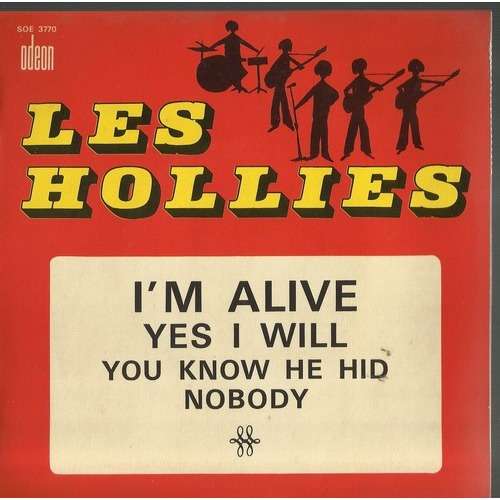 SOE 3770
odeon
LES
HOLLIES
I'M ALIVE
YES I WILL
YOU KNOW HE HID
NOBODY